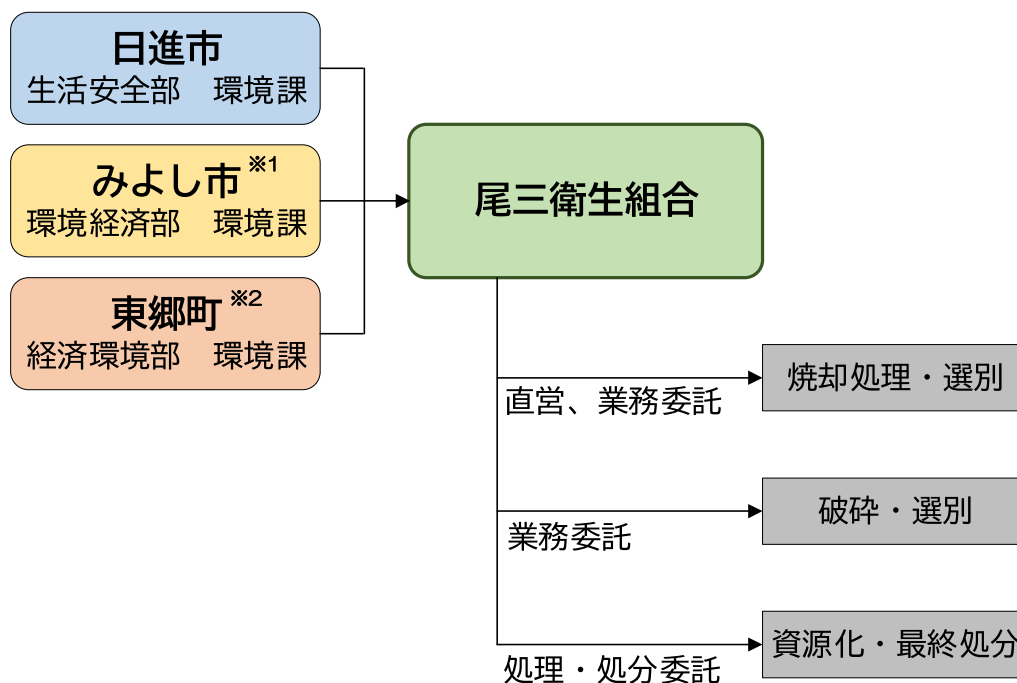 日進市
生活安全部　環境課
みよし市※1
環境経済部　環境課
東郷町※2
経済環境部　環境課
尾三衛生組合
直営、業務委託
焼却処理・選別
業務委託
破砕・選別
処理・処分委託
資源化・最終処分